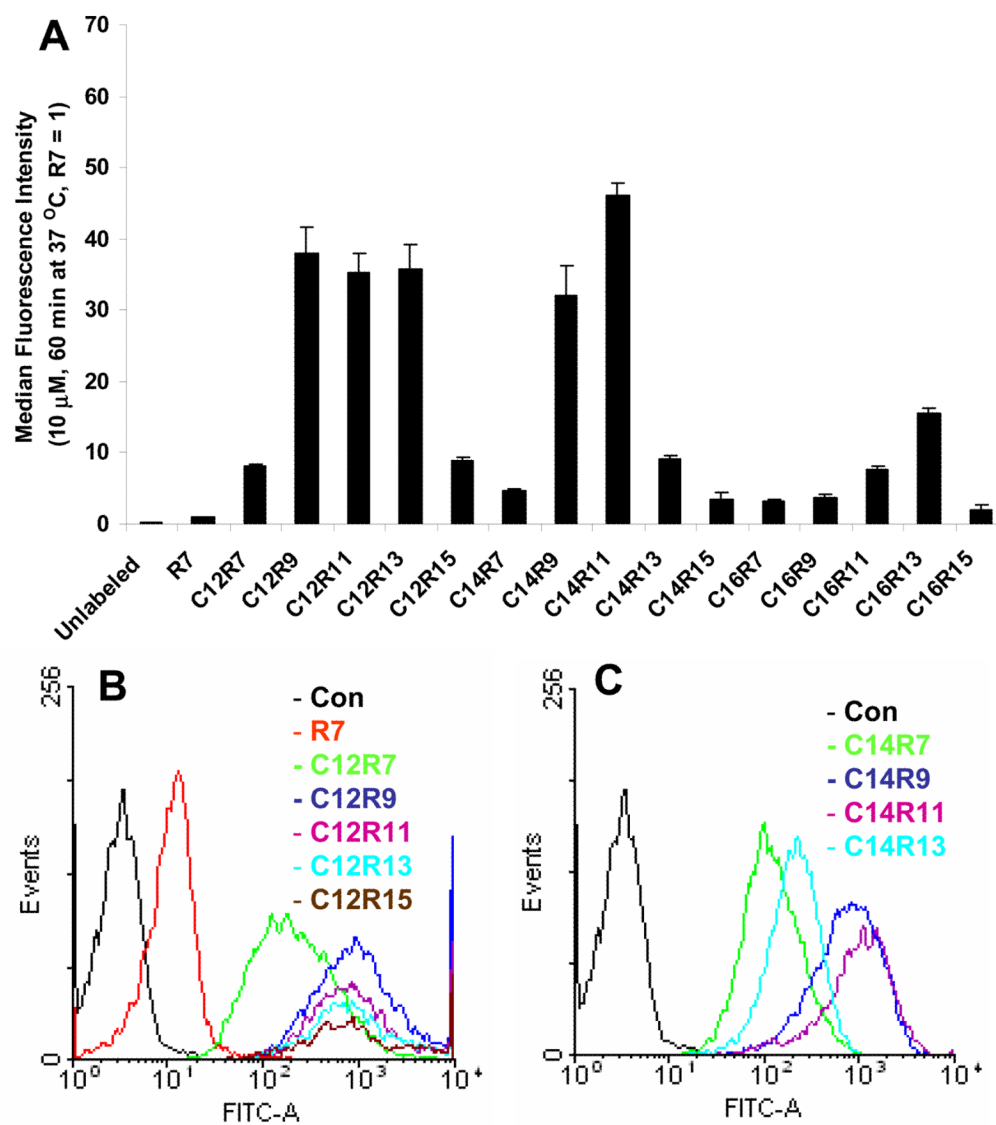 A
Median Fluorescence Intensity
(10 μM, 60 min at 37 °C, R7 = 1)
70
60
50
40
30
20
10
0
Unlabeled
R7
C12R7
C12R9
C12R11
C12R13
C12R15
C14R7
C14R9
C14R11
C14R13
C14R15
C16R7
C16R9
C16R11
C16R13
C16R15
B
256
Events
0
- Con
- R7
- C12R7
- C12R9
- C12R11
- C12R13
- C12R15
10⁰ 10¹ 10² 10³ 10⁴
FITC-A
C
256
Events
0
- Con
- C14R7
- C14R9
- C14R11
- C14R13
10⁰ 10¹ 10² 10³ 10⁴
FITC-A